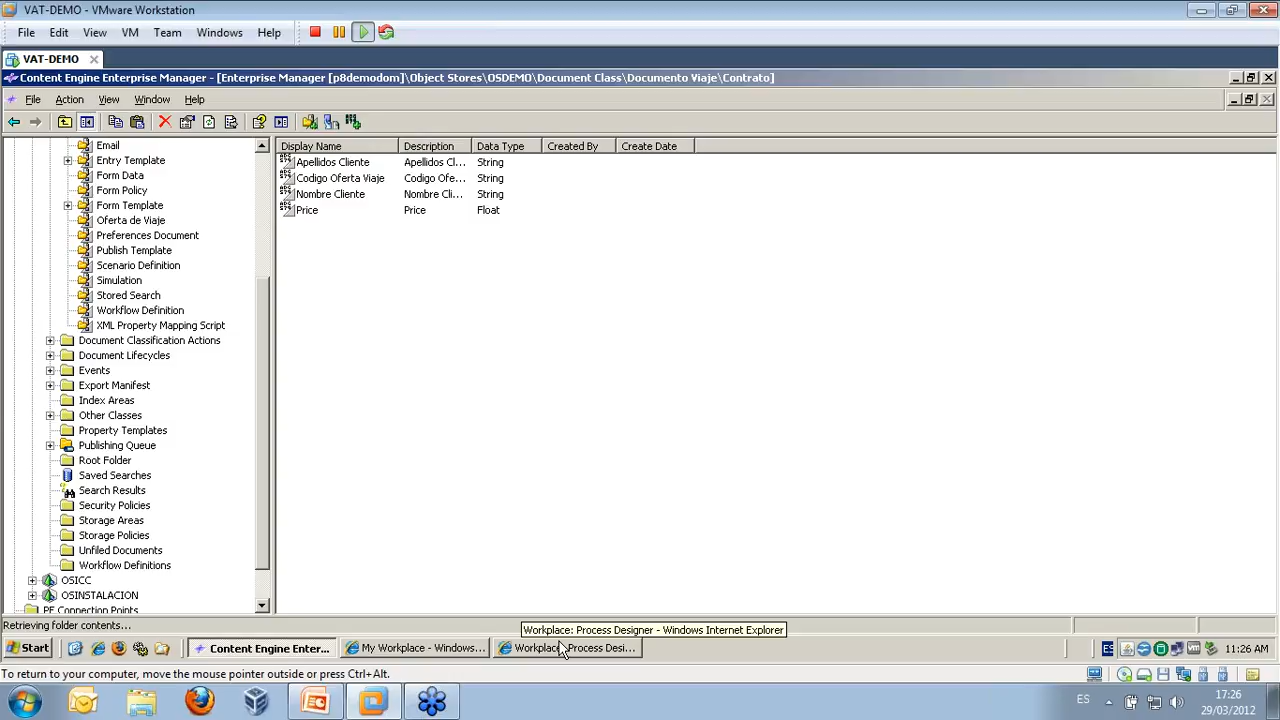 VAT-DEMO - VMware Workstation
File Edit View VM Team Windows Help
VAT-DEMO
Content Engine Enterprise Manager - [Enterprise Manager [p8demodom]\Object Stores\OSDEMO\Document Class\Documento Viaje\Contrato]
File Action View Window Help
Display Name Description Data Type Created By Create Date
Apellidos Cliente Apellidos Cl... String
Codigo Oferta Viaje Codigo Ofe... String
Nombre Cliente Nombre Cli... String
Price Price Float
Email
Entry Template
Form Data
Form Policy
Form Template
Oferta de Viaje
Preferences Document
Publish Template
Scenario Definition
Simulation
Stored Search
Workflow Definition
XML Property Mapping Script
Document Classification Actions
Document Lifecycles
Events
Export Manifest
Index Areas
Other Classes
Property Templates
Publishing Queue
Root Folder
Saved Searches
Search Results
Security Policies
Storage Areas
Storage Policies
Unfiled Documents
Workflow Definitions
OSICC
OSINSTALACION
PE Connection Points
Retrieving folder contents...
Workplace: Process Designer - Windows Internet Explorer
Start Content Engine Enter... My Workplace - Windows... Workplace: Process Desi... ES 11:26 AM
To return to your computer, move the mouse pointer outside or press Ctrl+Alt.
ES 17:26
29/03/2012